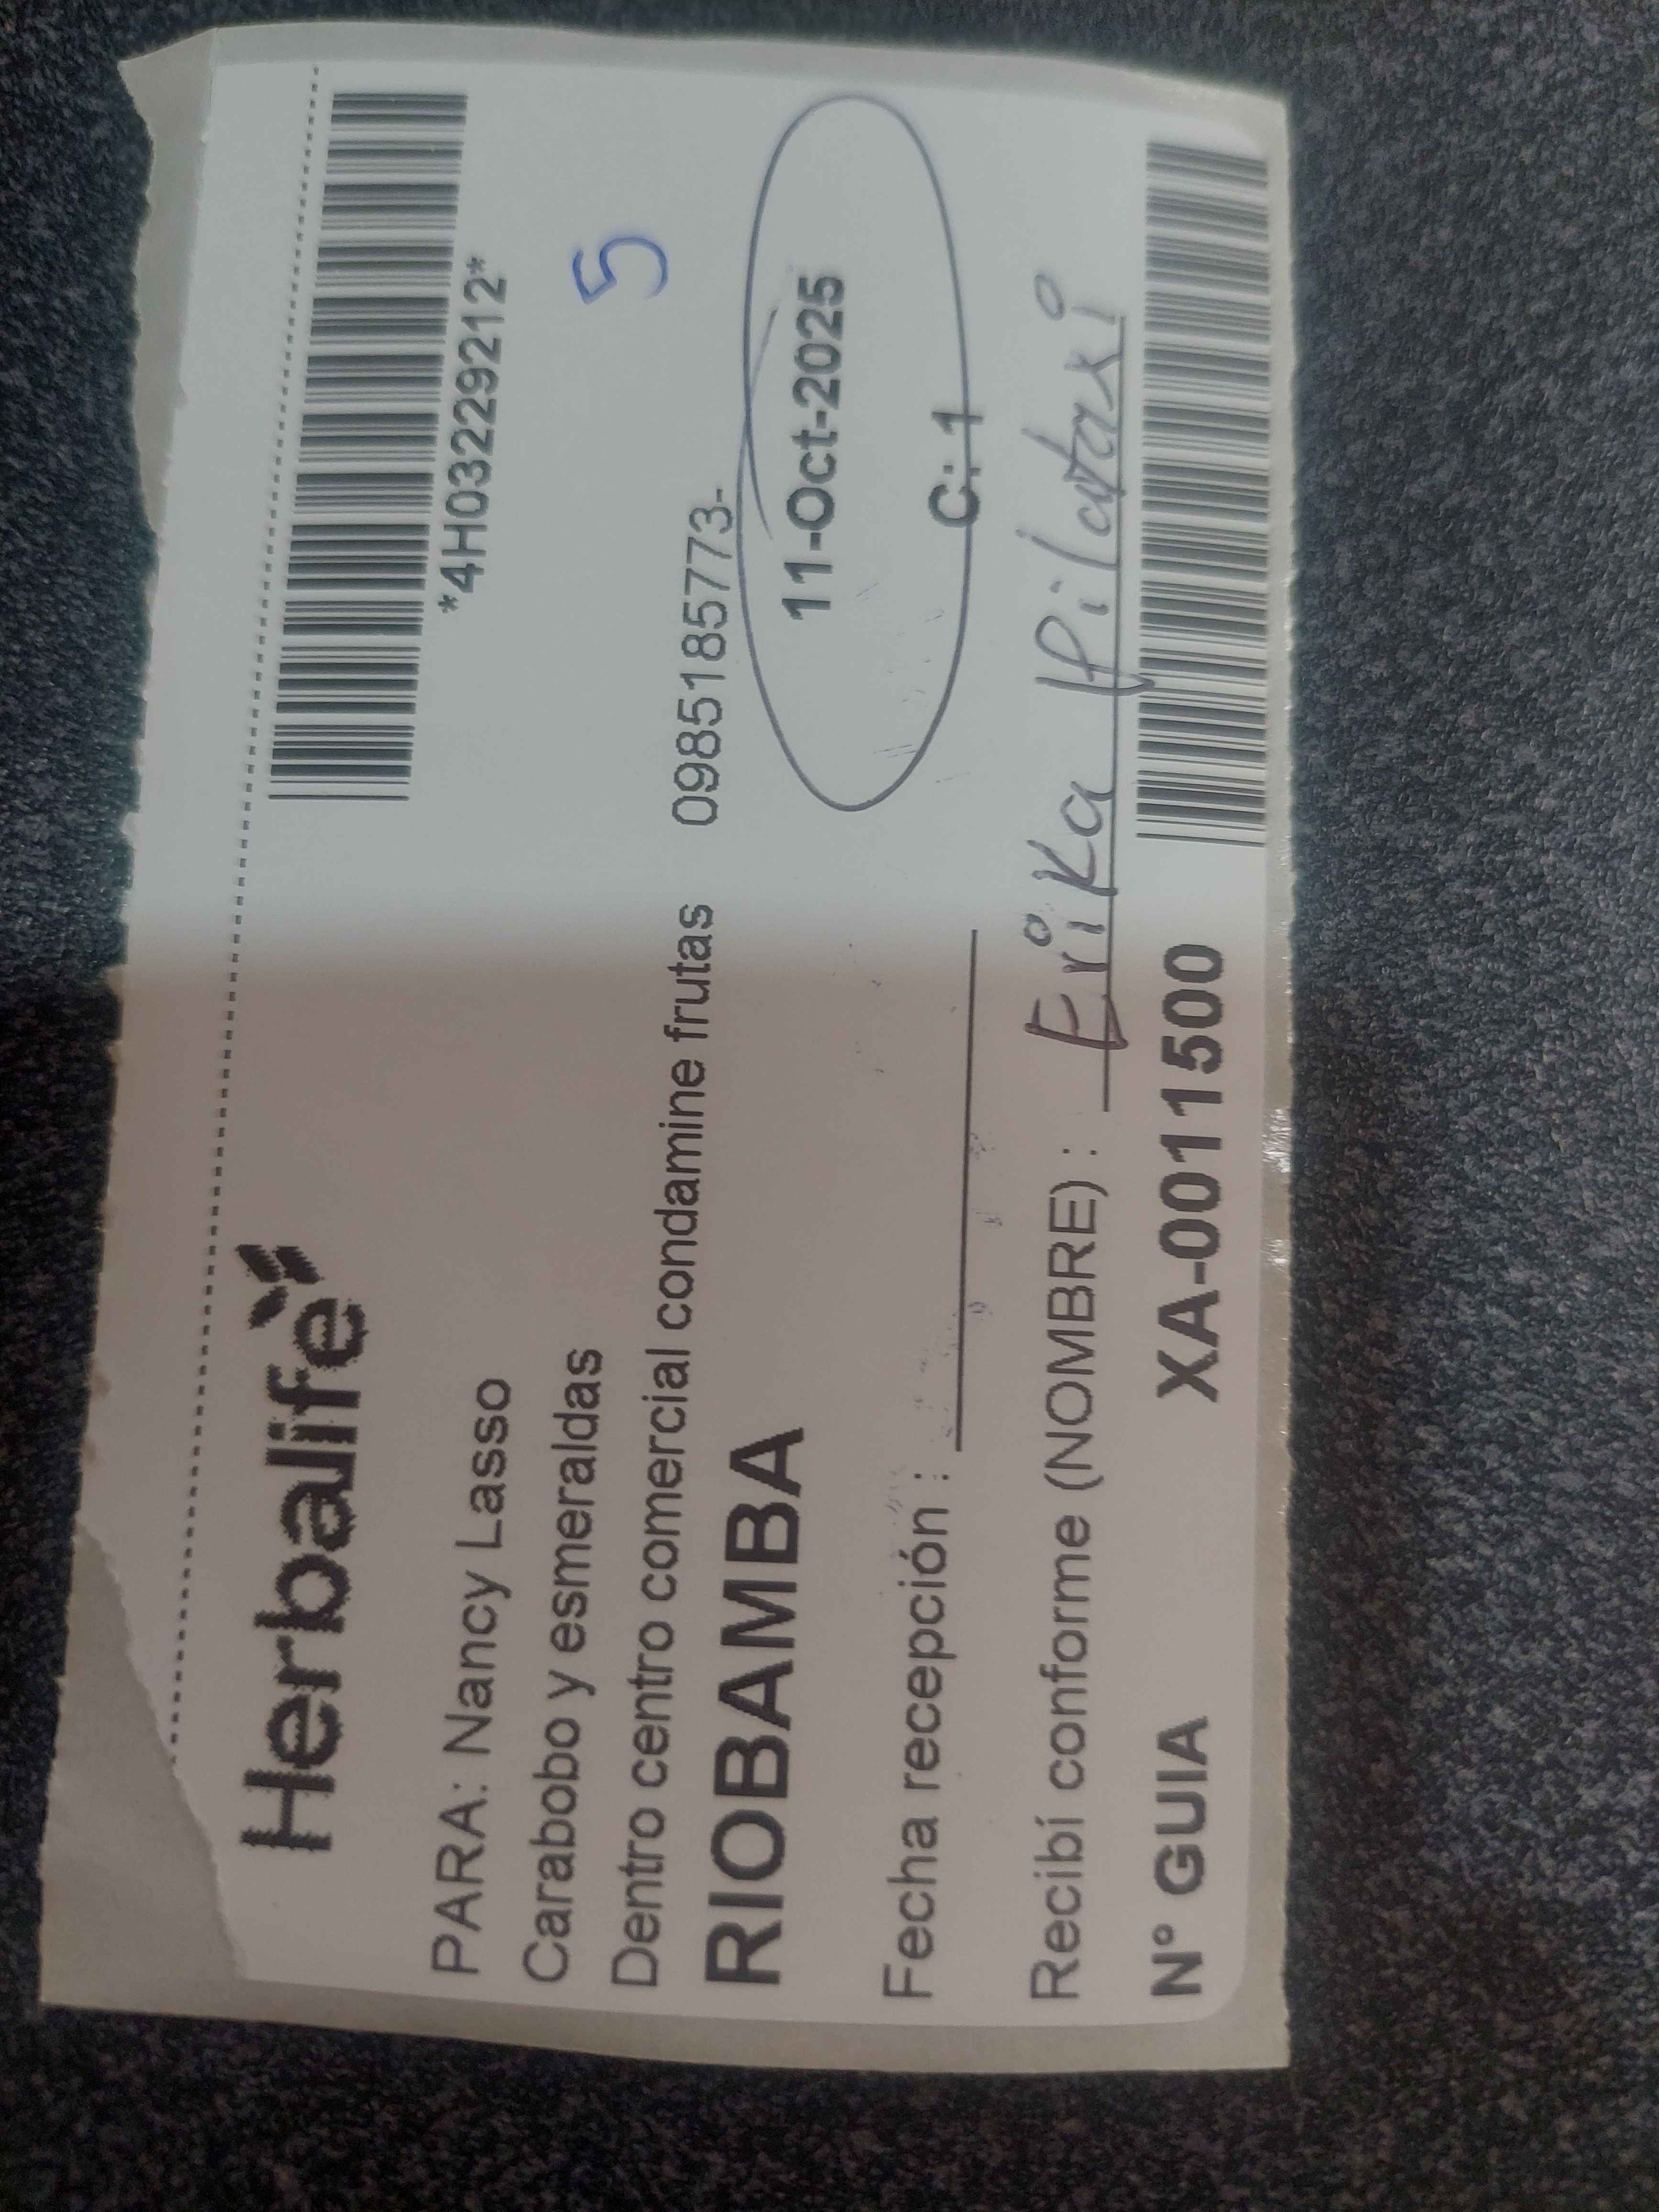 Herbalife
*4H03229212*
PARA: Nancy Lasso
Carabobo y esmeraldas
5
Dentro centro comercial condamine frutas 0985185773-
RIOBAMBA
11-Oct-2025
Fecha recepción :
C: 1
Recibí conforme (NOMBRE) : Erika Pilataxi
N° GUIA XA-0011500